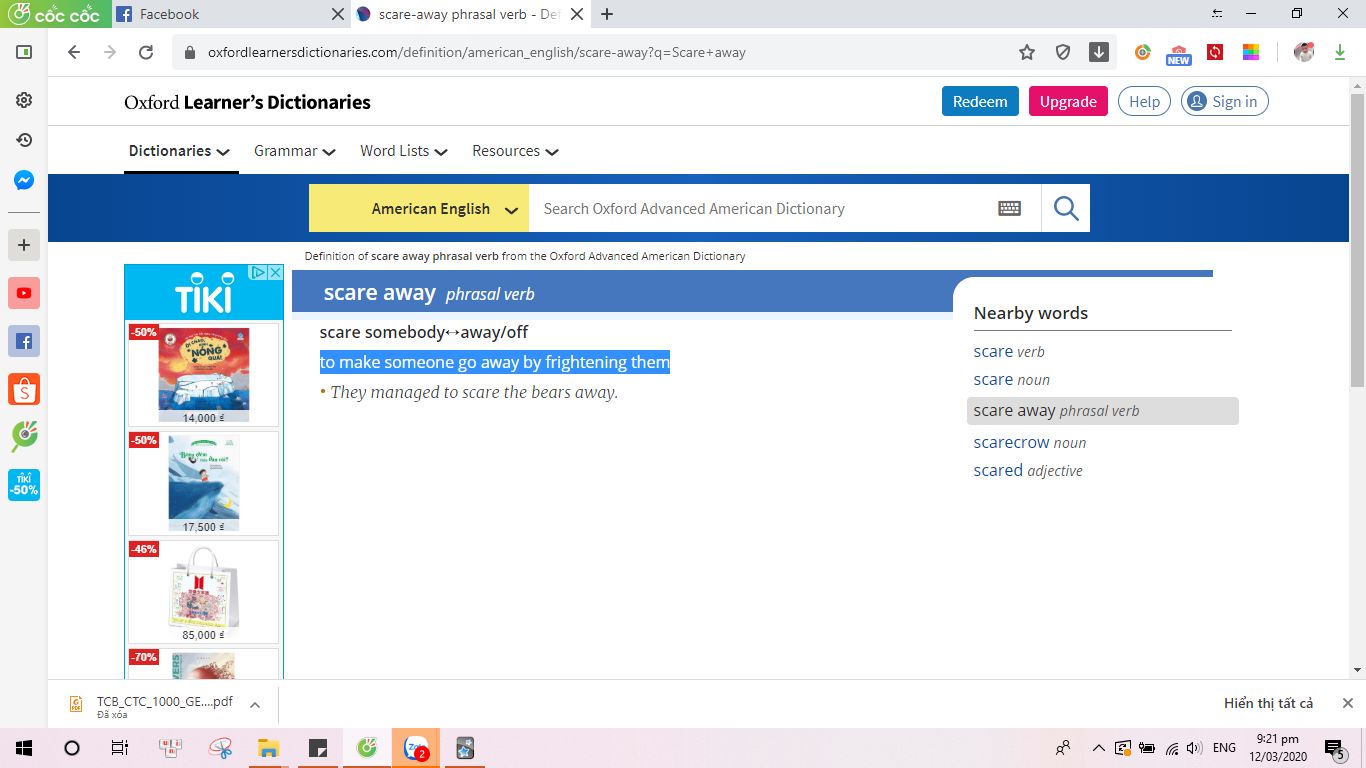 cốc cốc
Facebook
scare-away phrasal verb - Def
oxfordlearnersdictionaries.com/definition/american_english/scare-away?q=Scare+away
NEW
Oxford Learner's Dictionaries
Redeem
Upgrade
Help
Sign in
Dictionaries
Grammar
Word Lists
Resources
American English
Search Oxford Advanced American Dictionary
Definition of scare away phrasal verb from the Oxford Advanced American Dictionary
TIKI
-50%
NÓNG QUÁ!
14,000 ₫
-50%
17,500 ₫
-46%
85,000 ₫
-70%
scare away phrasal verb
scare somebody↔away/off
to make someone go away by frightening them
• They managed to scare the bears away.
Nearby words
scare verb
scare noun
scare away phrasal verb
scarecrow noun
scared adjective
TIKI
-50%
TCB_CTC_1000_GE....pdf
Đã xóa
Hiển thị tất cả
Zalo
2
ENG
9:21 pm
12/03/2020
5